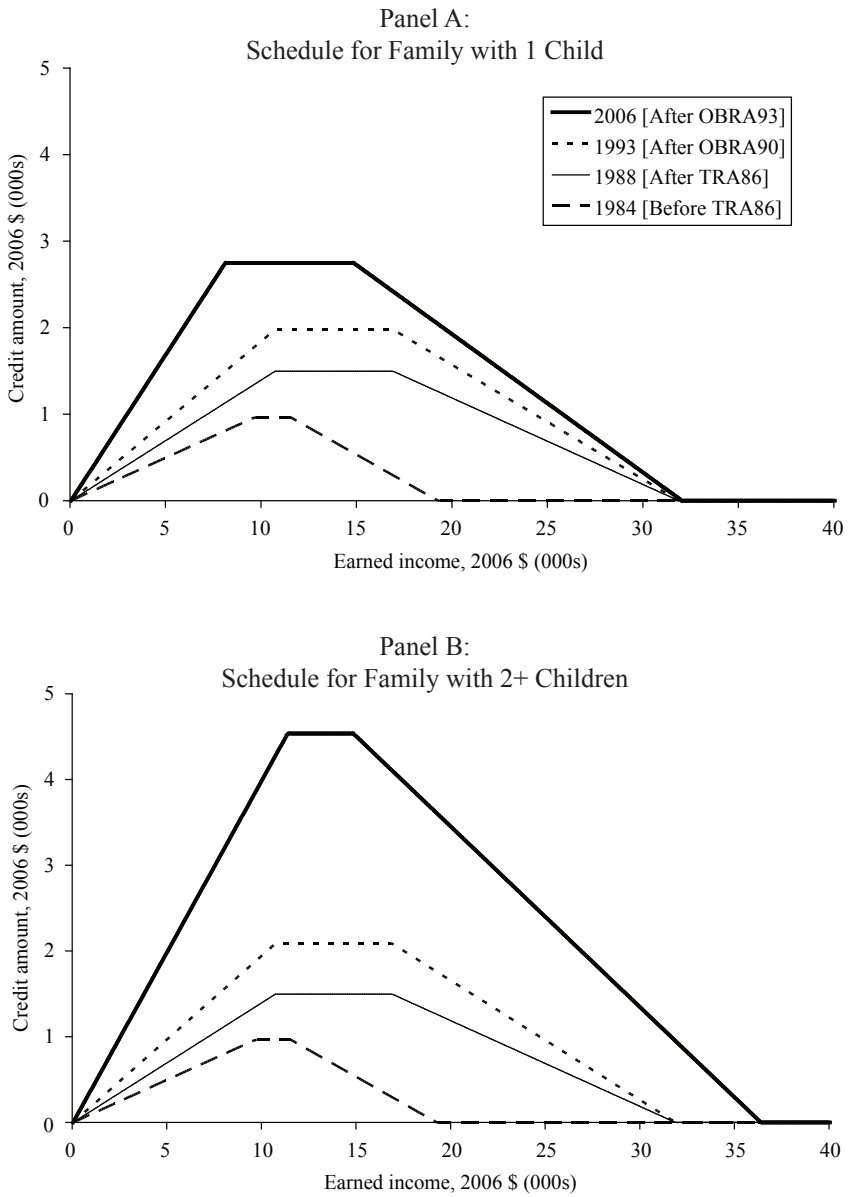 Panel A:
Schedule for Family with 1 Child
5
4
3
2
1
0
Credit amount, 2006 $ (000s)
2006 [After OBRA93]
1993 [After OBRA90]
1988 [After TRA86]
1984 [Before TRA86]
0 5 10 15 20 25 30 35 40
Earned income, 2006 $ (000s)
Panel B:
Schedule for Family with 2+ Children
5
4
3
2
1
0
Credit amount, 2006 $ (000s)
0 5 10 15 20 25 30 35 40
Earned income, 2006 $ (000s)